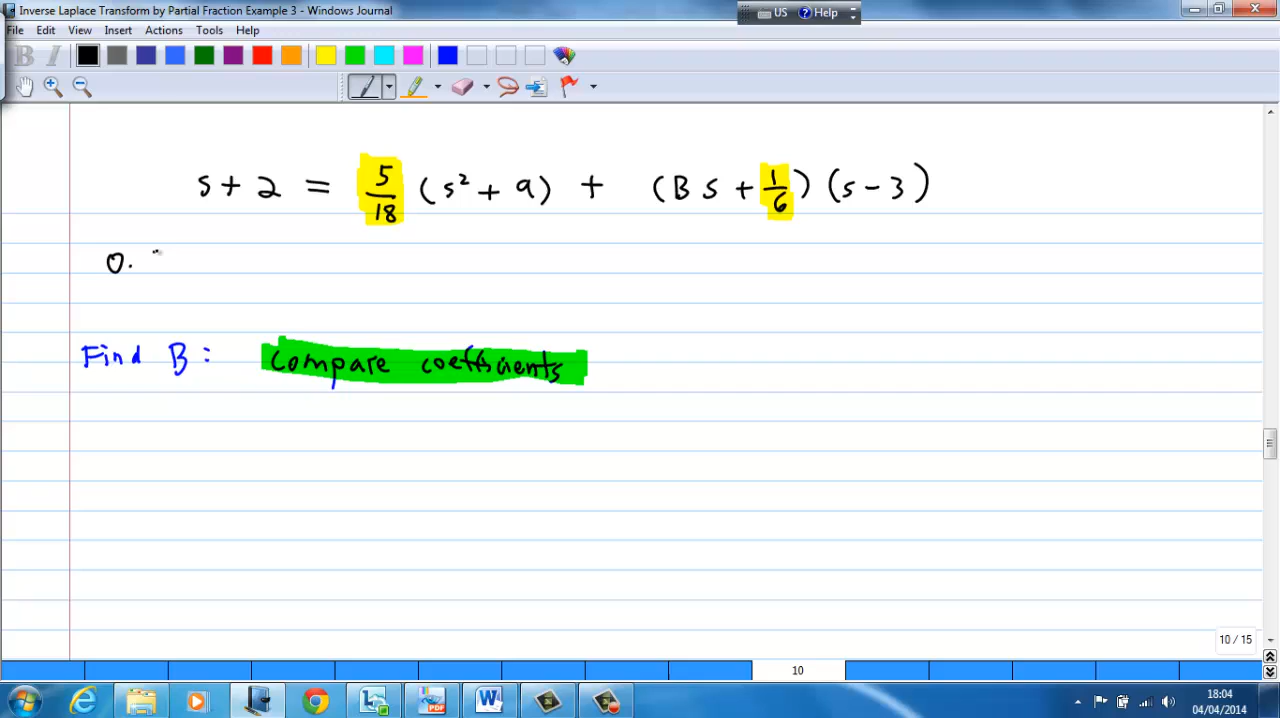 Inverse Laplace Transform by Partial Fraction Example 3 - Windows Journal
US Help
File Edit View Insert Actions Tools Help
B I
s + 2 = 5/18 (s² + 9) + (B s + 1/6) (s - 3)
0.
Find B : compare coefficients
10 / 15
10
18:04
04/04/2014